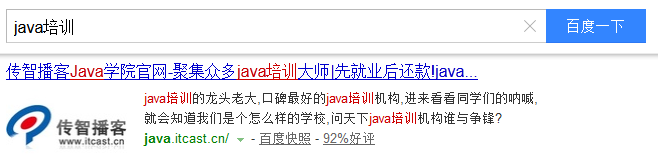 java培训
百度一下
传智播客Java学院官网-聚集众多java培训大师|先就业后还款!java...
java培训的龙头老大,口碑最好的java培训机构,进来看看同学们的呐喊,
就会知道我们是个怎么样的学校,问天下java培训机构谁与争锋?
传智播客
www.itcast.cn
java.itcast.cn/ - 百度快照 - 92%好评